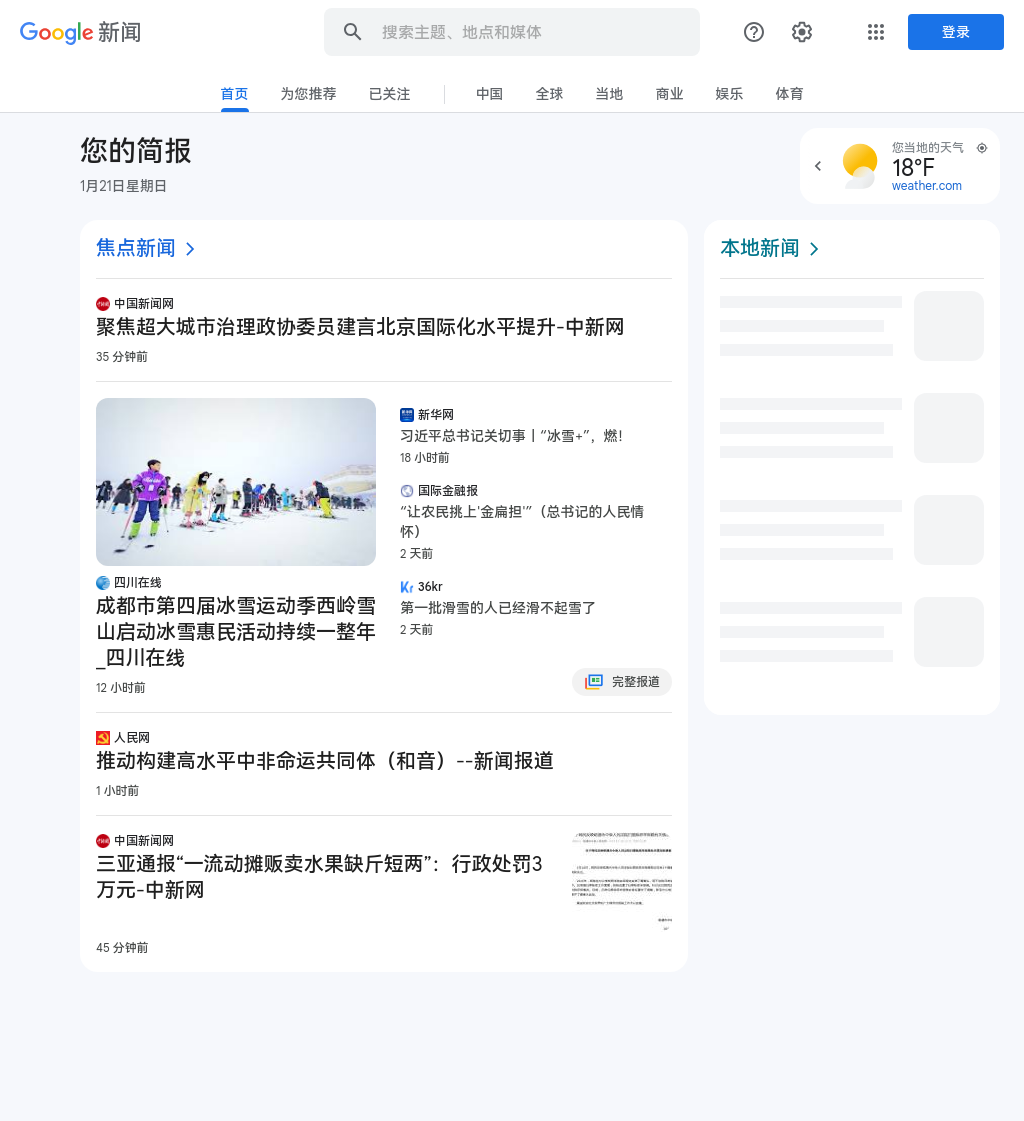 Google 新闻
搜索主题、地点和媒体
登录
首页
为您推荐
已关注
中国
全球
当地
商业
娱乐
体育
您的简报
1月21日星期日
您当地的天气
18°F
weather.com
焦点新闻
中国新闻网
聚焦超大城市治理政协委员建言北京国际化水平提升-中新网
35 分钟前
四川在线
成都市第四届冰雪运动季西岭雪
山启动冰雪惠民活动持续一整年
_四川在线
12 小时前
新华网
习近平总书记关切事丨“冰雪+”，燃！
18 小时前
国际金融报
“让农民挑上'金扁担'”（总书记的人民情
怀）
2 天前
36kr
第一批滑雪的人已经滑不起雪了
2 天前
完整报道
人民网
推动构建高水平中非命运共同体（和音）--新闻报道
1 小时前
中国新闻网
三亚通报“一流动摊贩卖水果缺斤短两”：行政处罚3
万元-中新网
45 分钟前
本地新闻